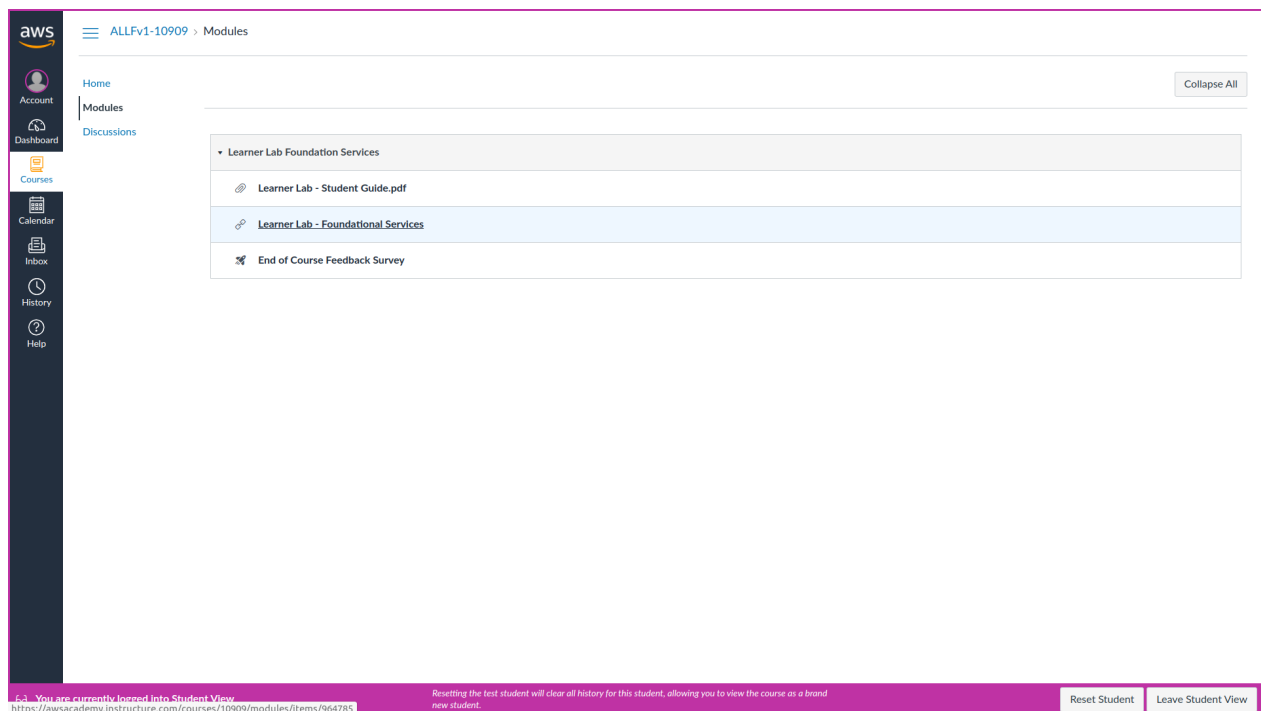 aws
ALLFv1-10909 > Modules
Account
Dashboard
Courses
Calendar
Inbox
History
Help
Home
Modules
Discussions
Collapse All
Learner Lab Foundation Services
Learner Lab - Student Guide.pdf
Learner Lab - Foundational Services
End of Course Feedback Survey
You are currently logged into Student View
https://awsacademy.instructure.com/courses/10909/modules/items/964785
Resetting the test student will clear all history for this student, allowing you to view the course as a brand
new student.
Reset Student
Leave Student View